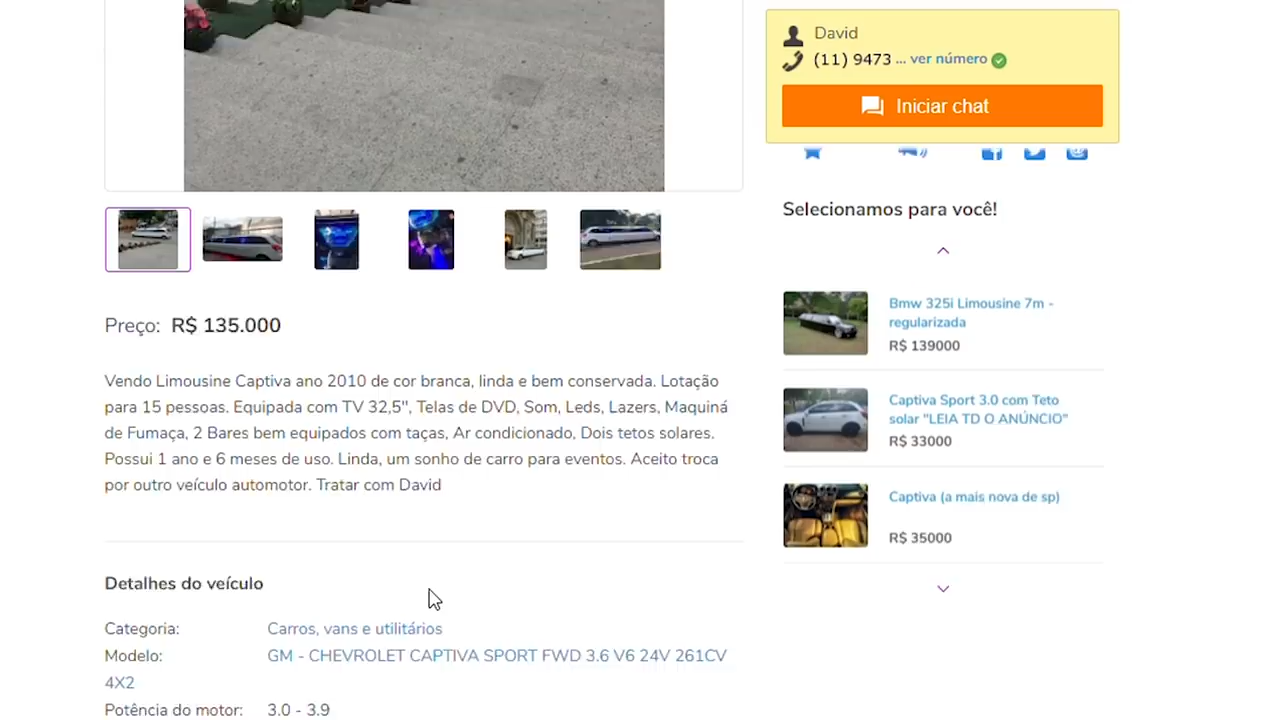 David
(11) 9473 ... ver número
Iniciar chat
Selecionamos para você!
Bmw 325i Limousine 7m -
regularizada
R$ 139000
Captiva Sport 3.0 com Teto
solar "LEIA TD O ANÚNCIO"
R$ 33000
Captiva (a mais nova de sp)
R$ 35000
Preço: R$ 135.000
Vendo Limousine Captiva ano 2010 de cor branca, linda e bem conservada. Lotação
para 15 pessoas. Equipada com TV 32,5", Telas de DVD, Som, Leds, Lazers, Maquiná
de Fumaça, 2 Bares bem equipados com taças, Ar condicionado, Dois tetos solares.
Possui 1 ano e 6 meses de uso. Linda, um sonho de carro para eventos. Aceito troca
por outro veículo automotor. Tratar com David
Detalhes do veículo
Categoria: Carros, vans e utilitários
Modelo: GM - CHEVROLET CAPTIVA SPORT FWD 3.6 V6 24V 261CV
4X2
Potência do motor: 3.0 - 3.9